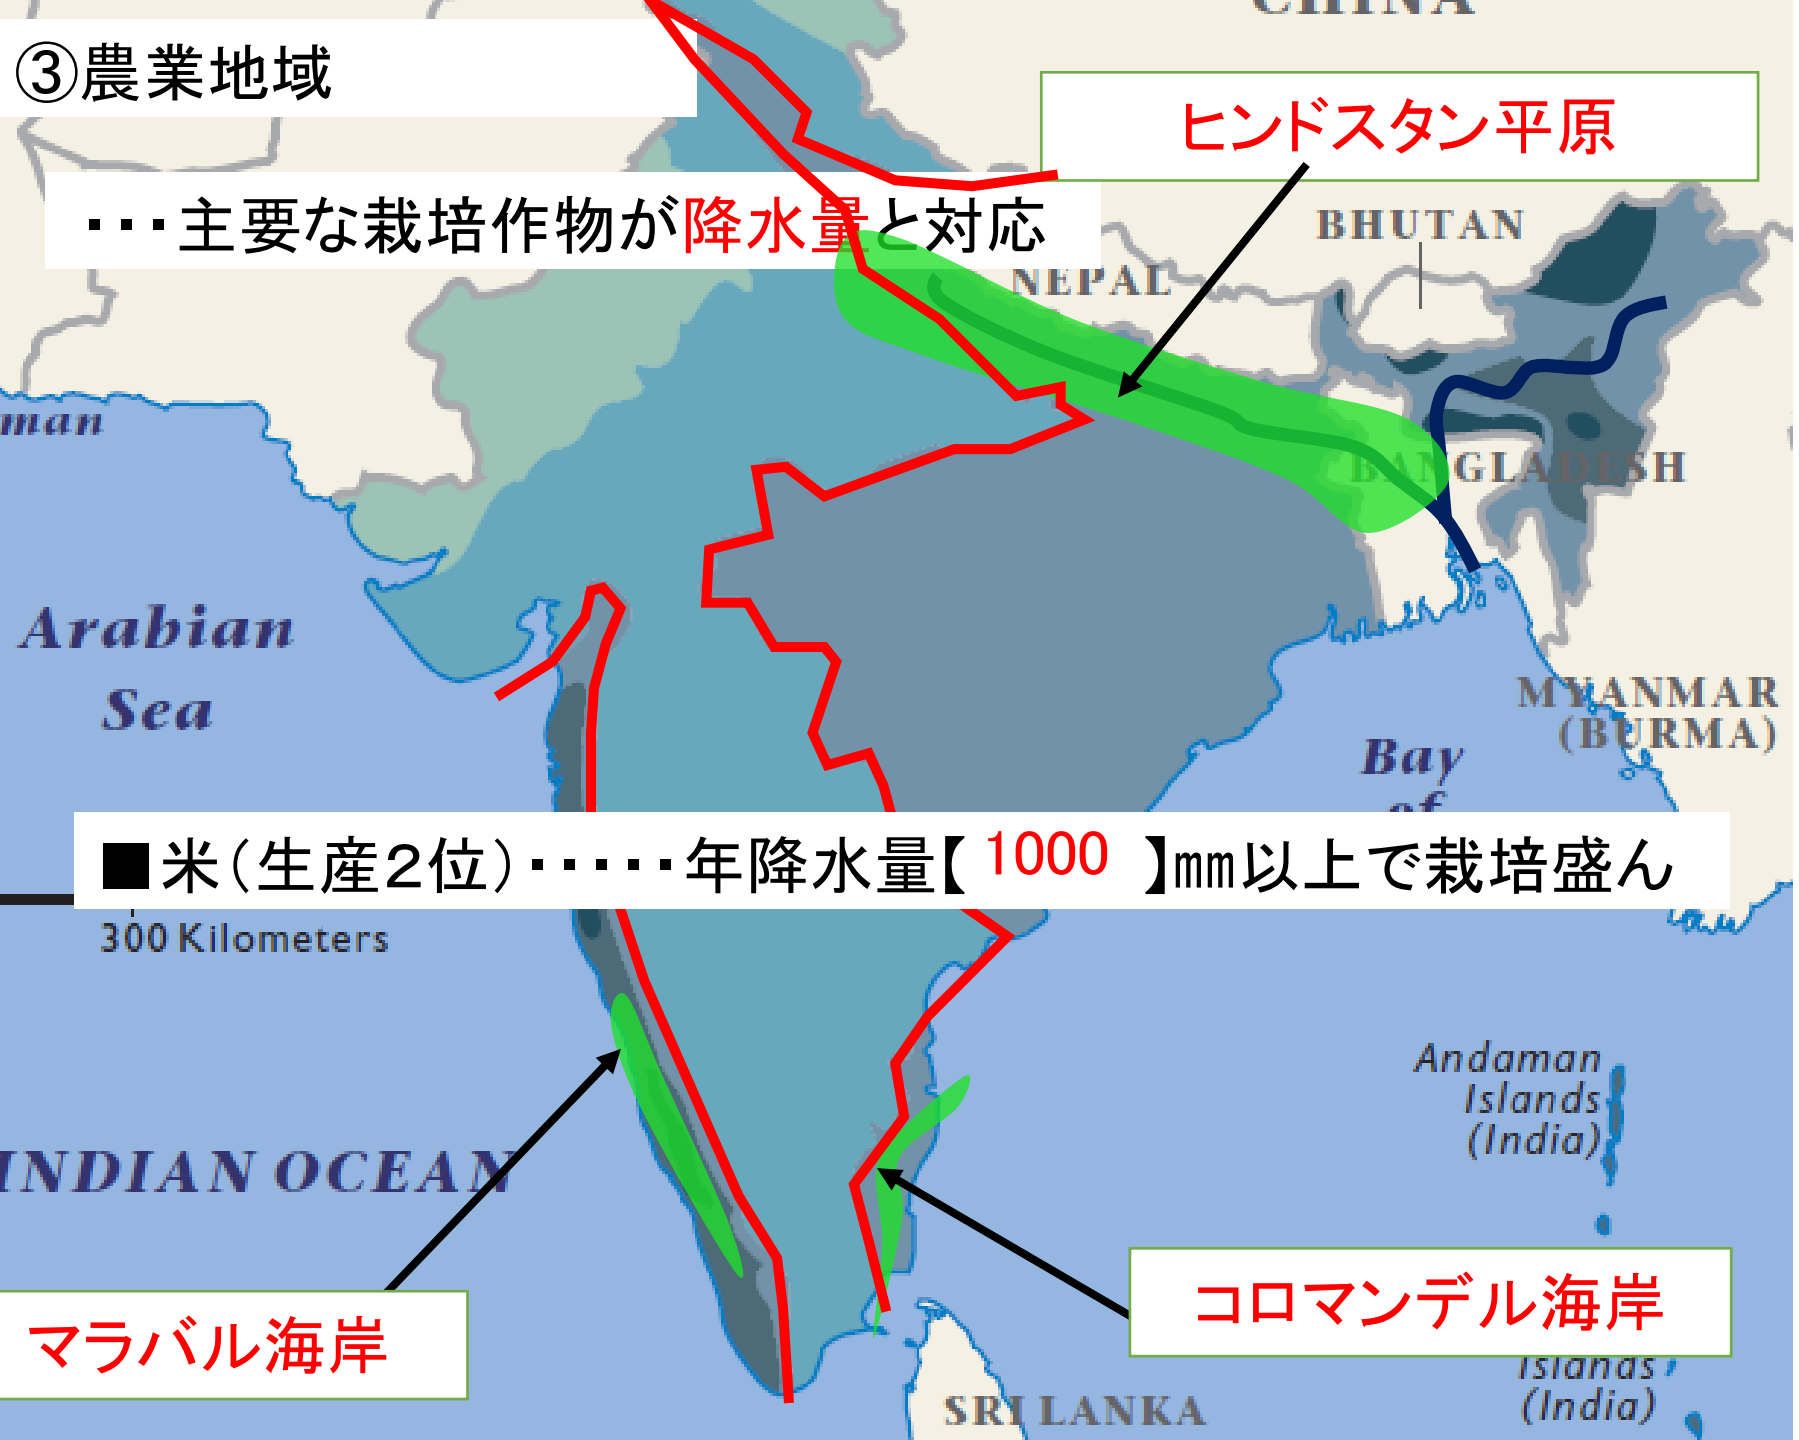 CHINA
③農業地域
ヒンドスタン平原
・・・主要な栽培作物が降水量と対応
BHUTAN
NEPAL
man
BANGLADESH
Arabian
Sea
MYANMAR
(BURMA)
Bay
of
■米（生産２位）・・・・・年降水量【 1000 】㎜以上で栽培盛ん
300 Kilometers
Andaman
Islands
(India)
INDIAN OCEAN
コロマンデル海岸
マラバル海岸
Islands
(India)
SRI LANKA